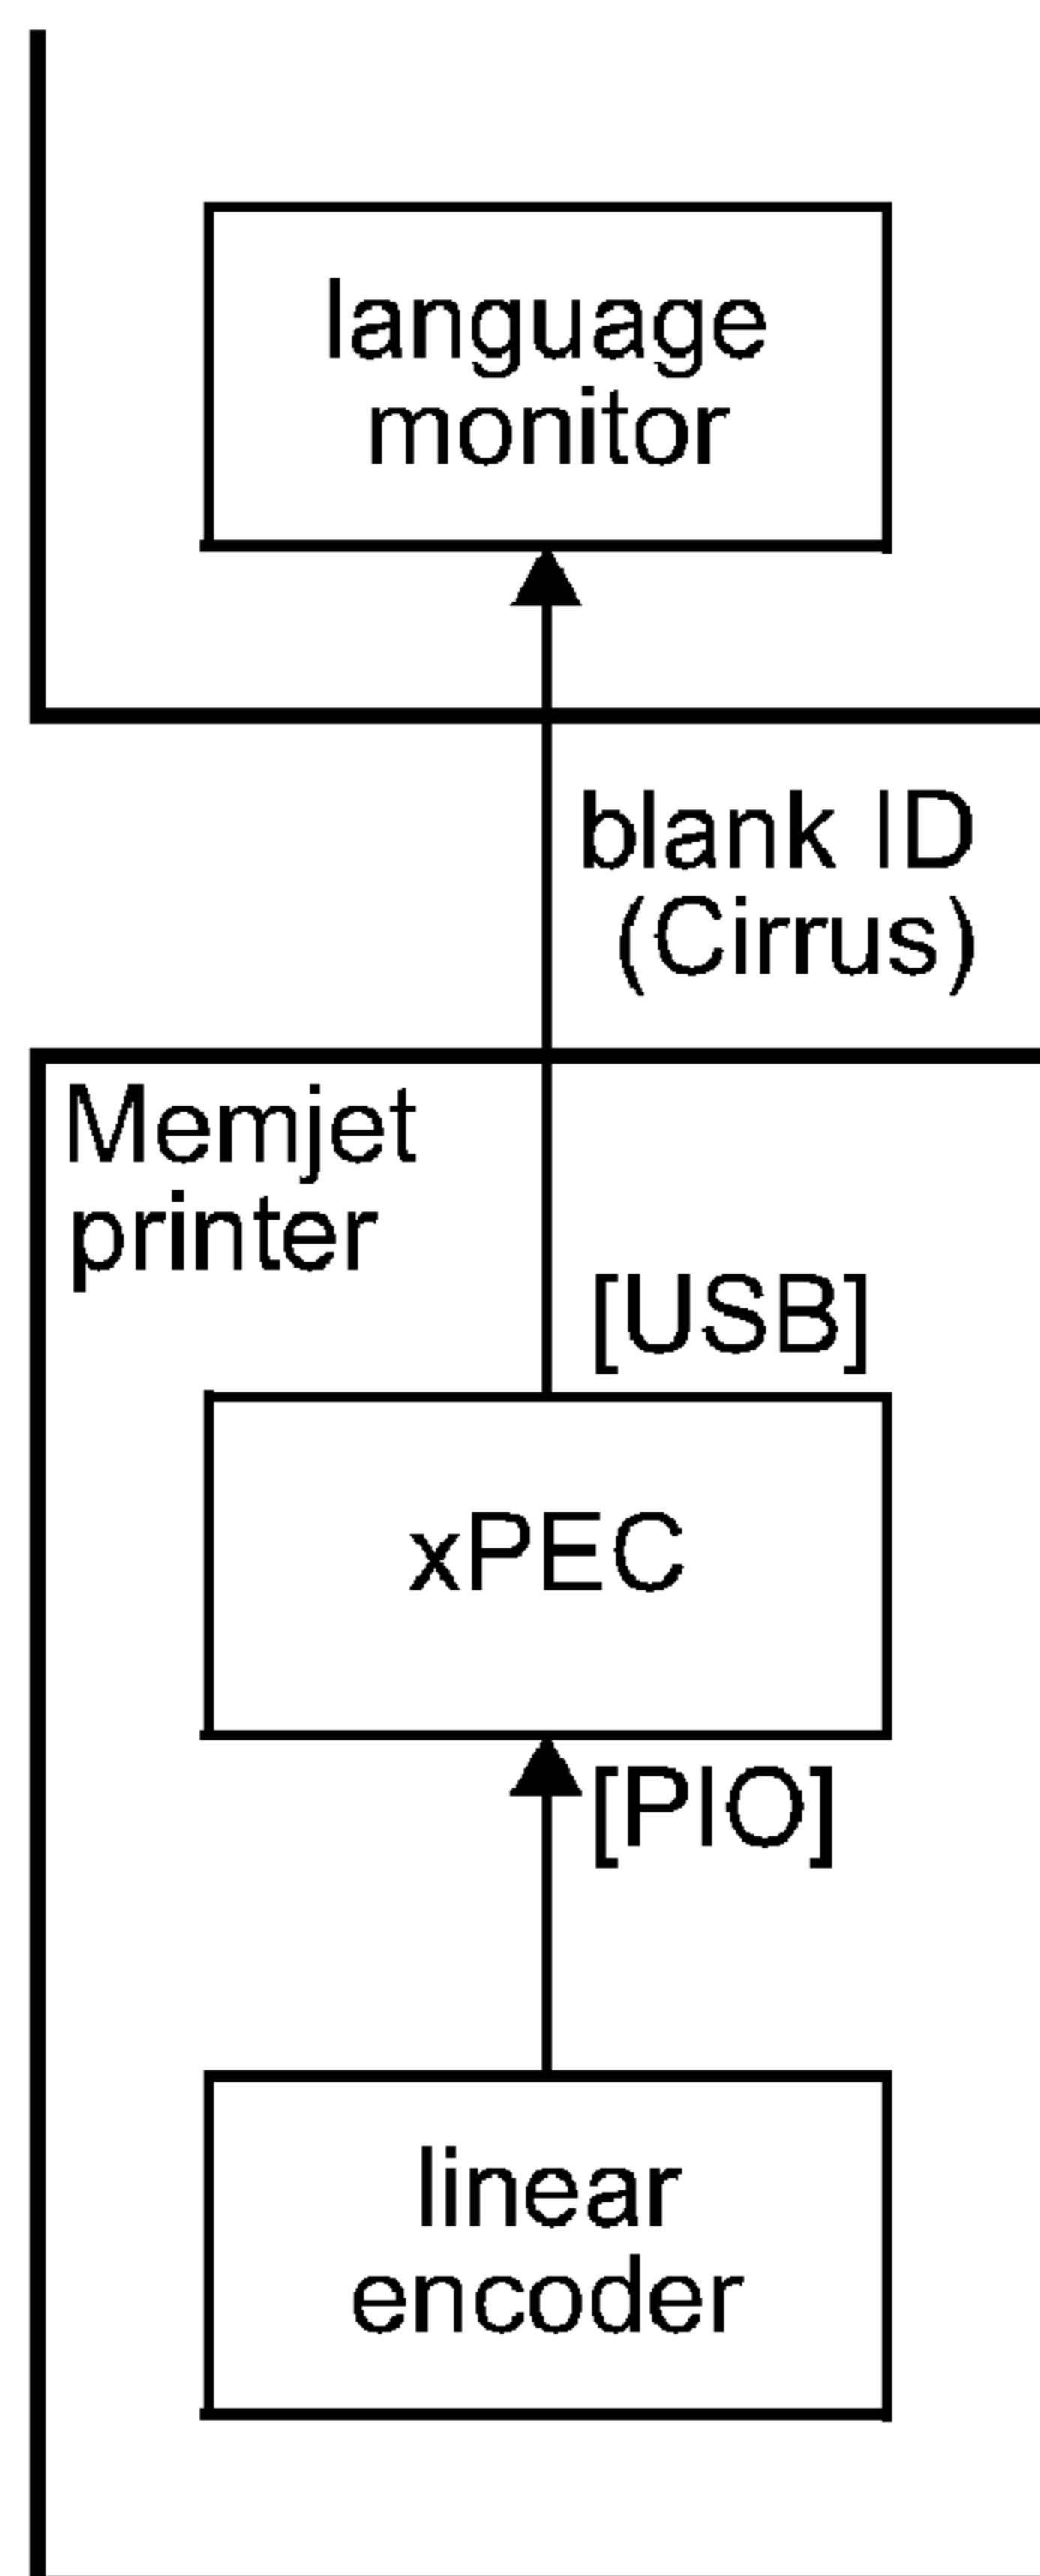 language
monitor
blank ID
(Cirrus)
Memjet
printer
[USB]
xPEC
[PIO]
linear
encoder